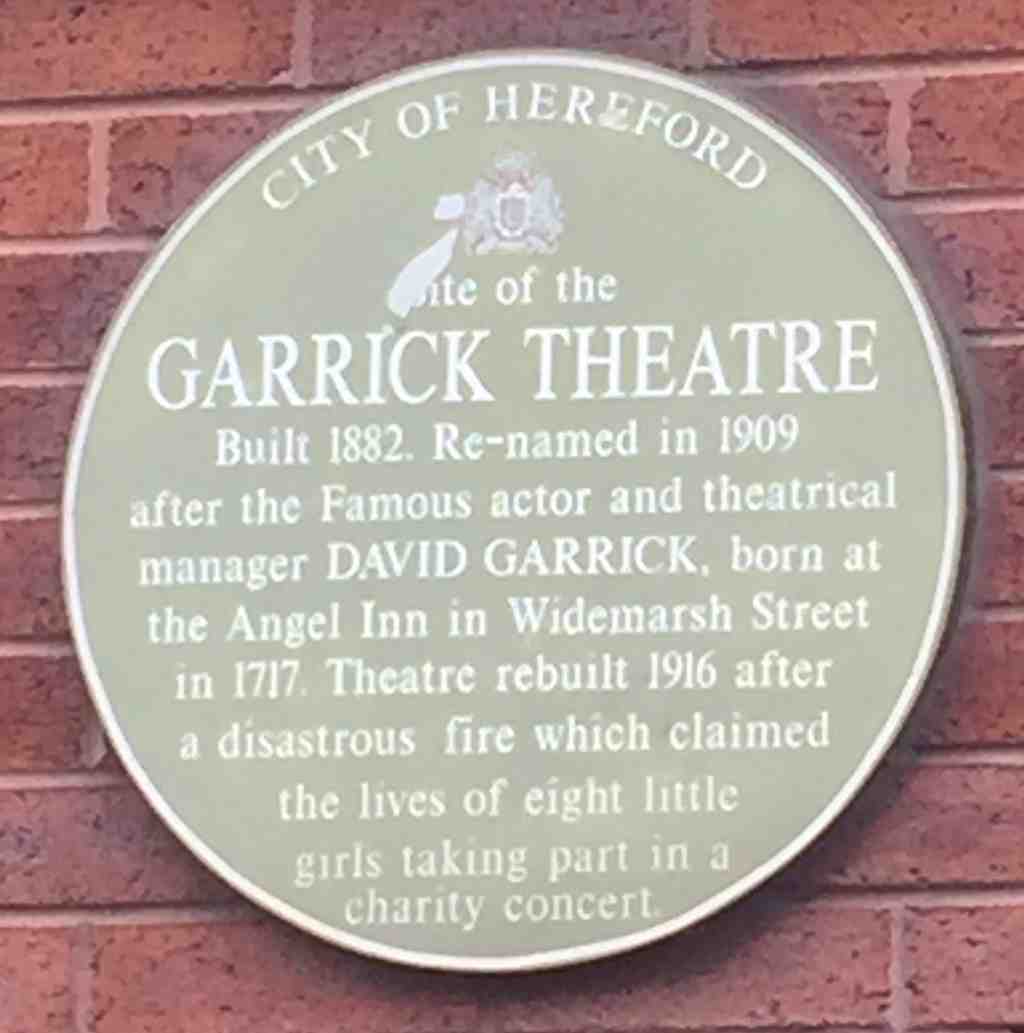 CITY OF HEREFORD
Site of the
GARRICK THEATRE
Built 1882. Re-named in 1909
after the Famous actor and theatrical
manager DAVID GARRICK, born at
the Angel Inn in Widemarsh Street
in 1717. Theatre rebuilt 1916 after
a disastrous fire which claimed
the lives of eight little
girls taking part in a
charity concert.